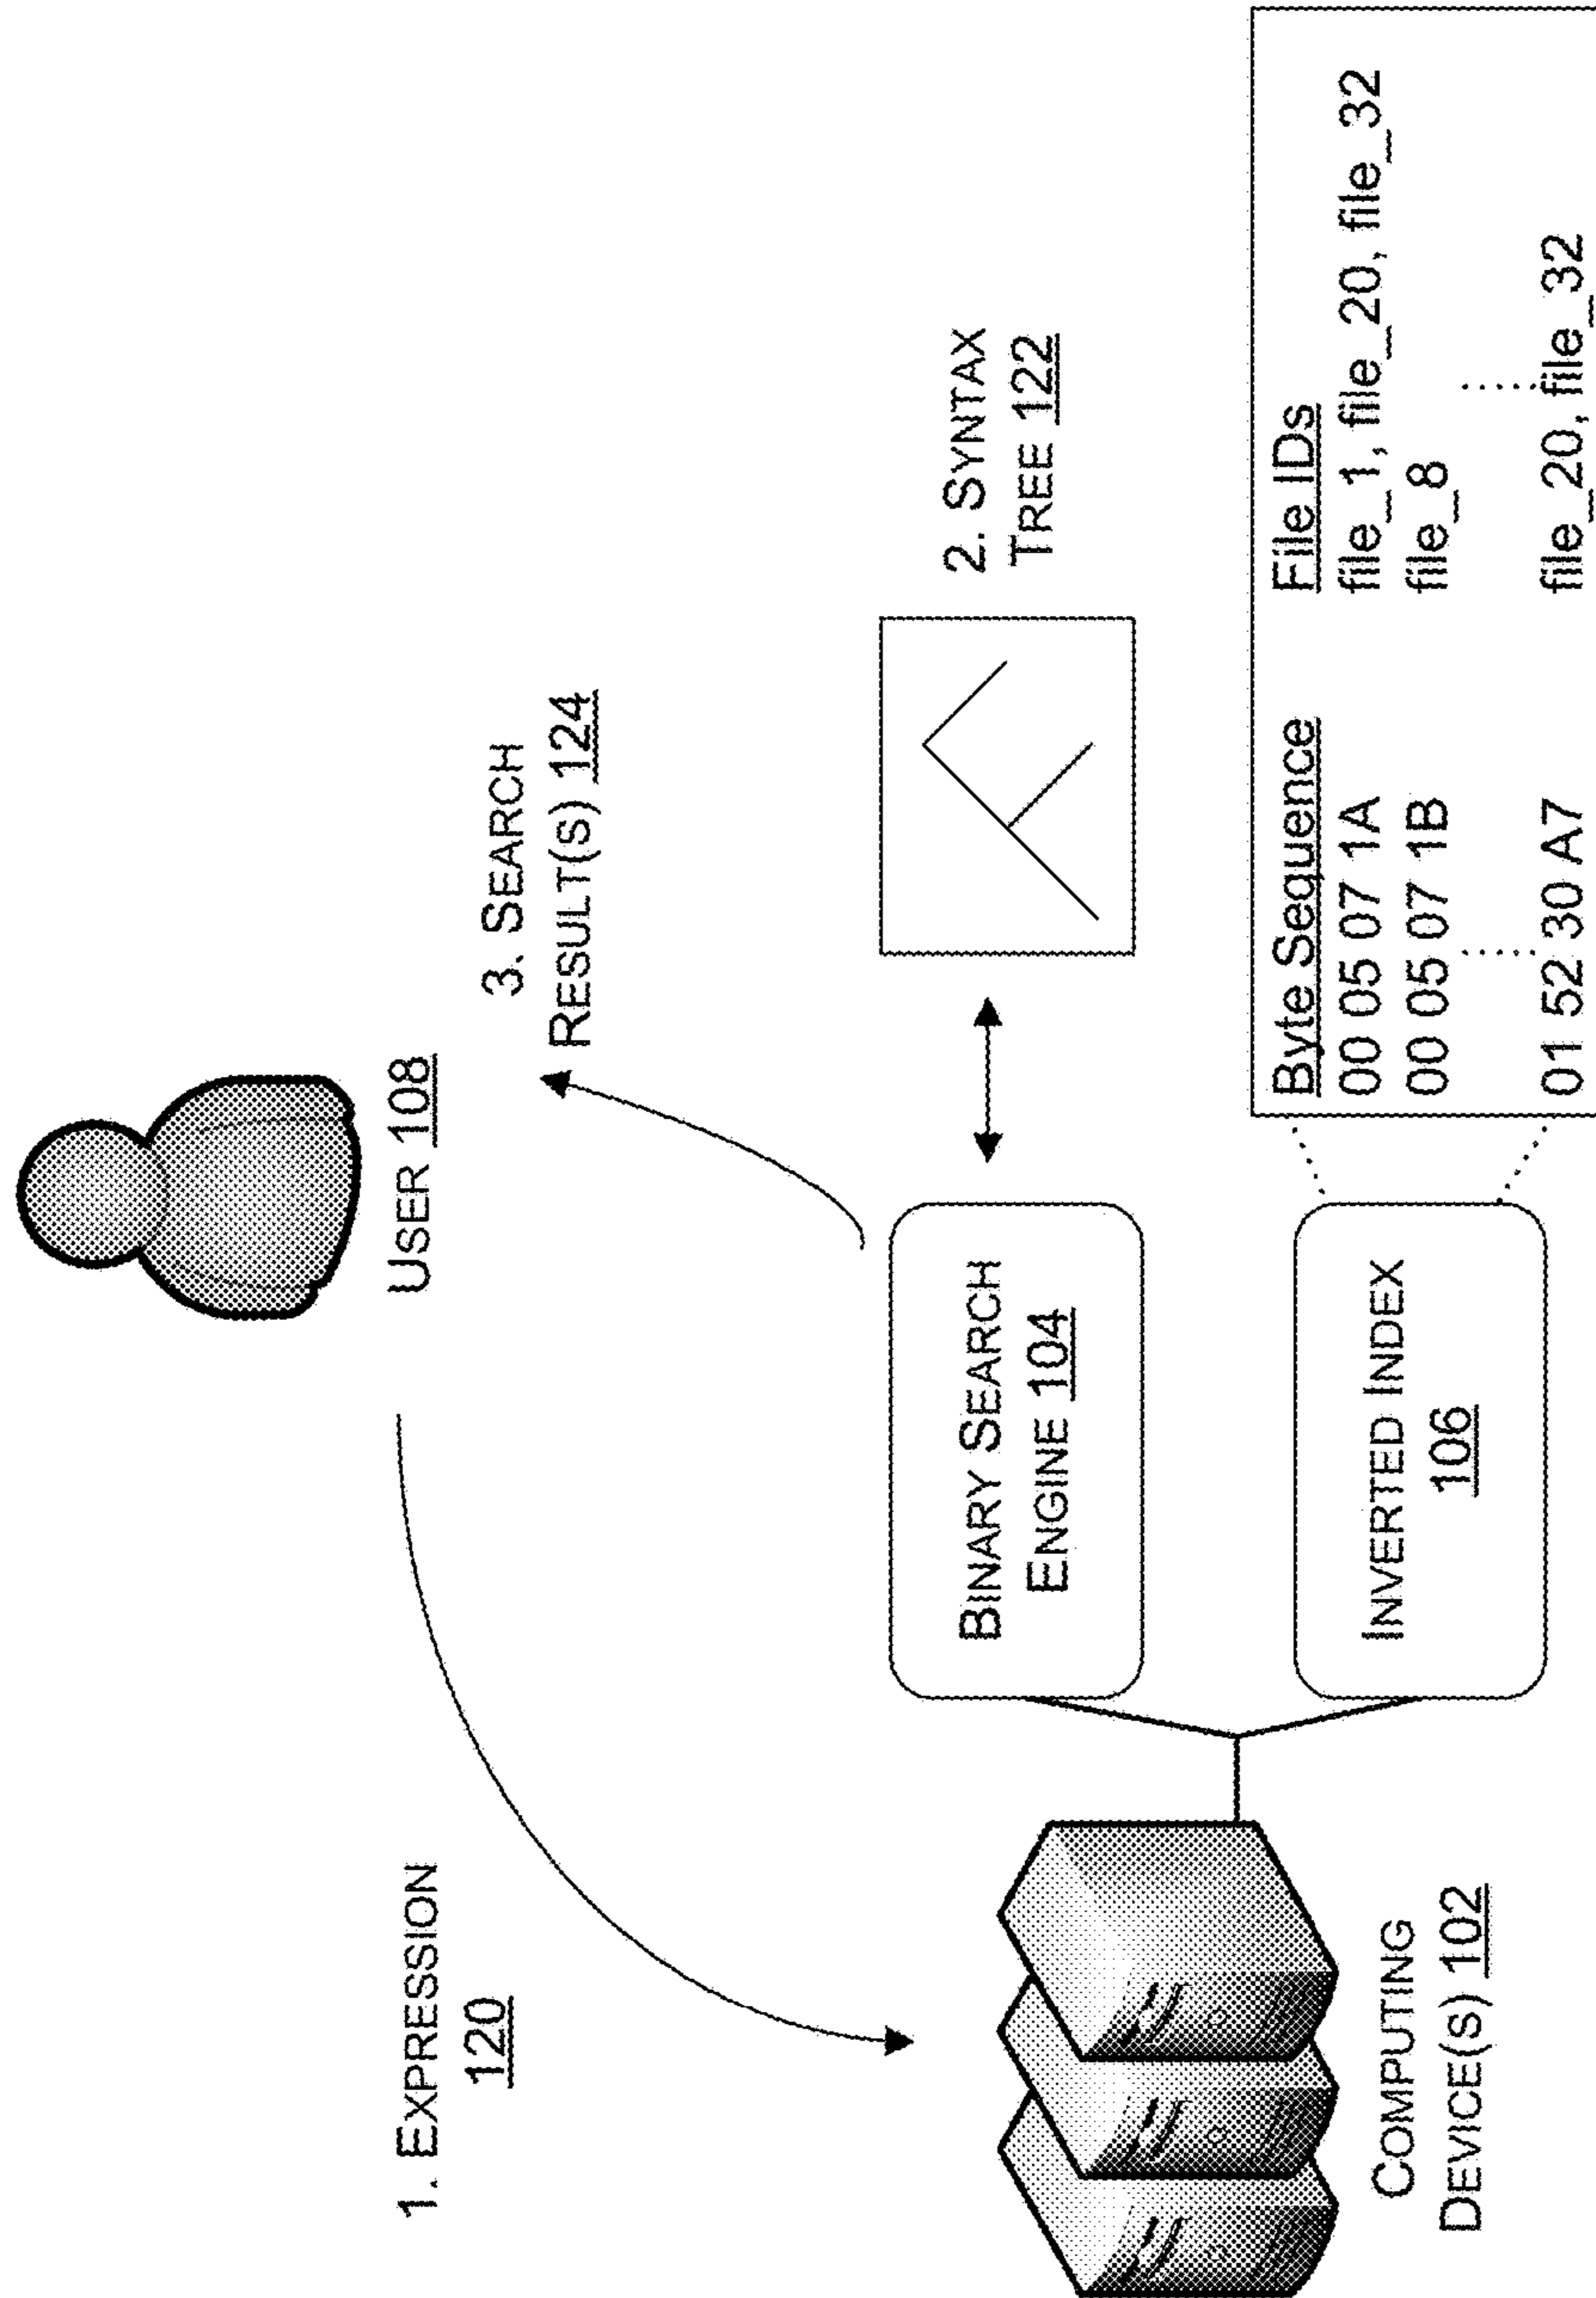 USER 108
1. EXPRESSION
120
3. SEARCH
RESULT(S) 124
BINARY SEARCH
ENGINE 104
2. SYNTAX
TREE 122
COMPUTING
DEVICE(S) 102
INVERTED INDEX
106
Byte Sequence File IDs
00 05 07 1A file_1, file_20, file_32
00 05 07 1B file_8
01 52 30 A7 file_20, file_32